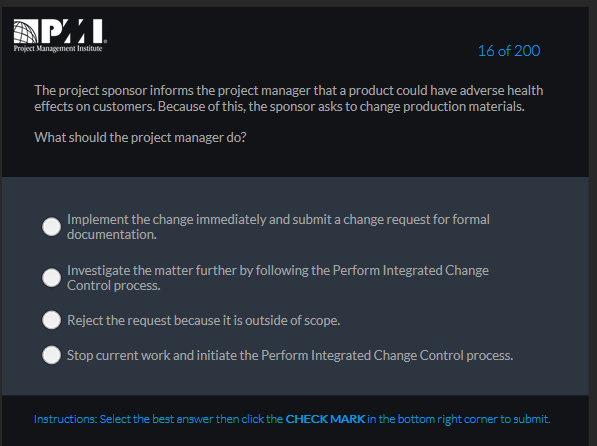 PMI
Project Management Institute
16 of 200
The project sponsor informs the project manager that a product could have adverse health
effects on customers. Because of this, the sponsor asks to change production materials.
What should the project manager do?
Implement the change immediately and submit a change request for formal
documentation.
Investigate the matter further by following the Perform Integrated Change
Control process.
Reject the request because it is outside of scope.
Stop current work and initiate the Perform Integrated Change Control process.
Instructions: Select the best answer then click the CHECK MARK in the bottom right corner to submit.